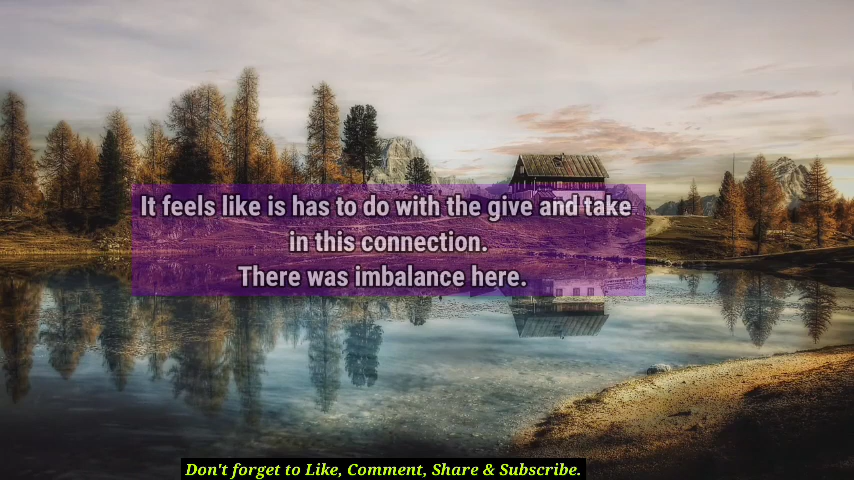 It feels like is has to do with the give and take
in this connection.
There was imbalance here.
Don't forget to Like, Comment, Share & Subscribe.